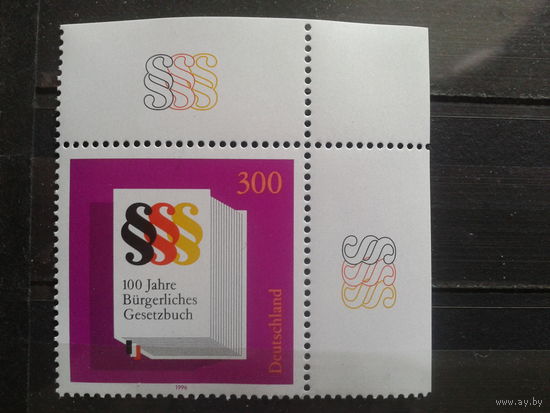 §§§
300
§§§
100 Jahre
Bürgerliches
Gesetzbuch
Deutschland
1996
§§§
www.ay.by